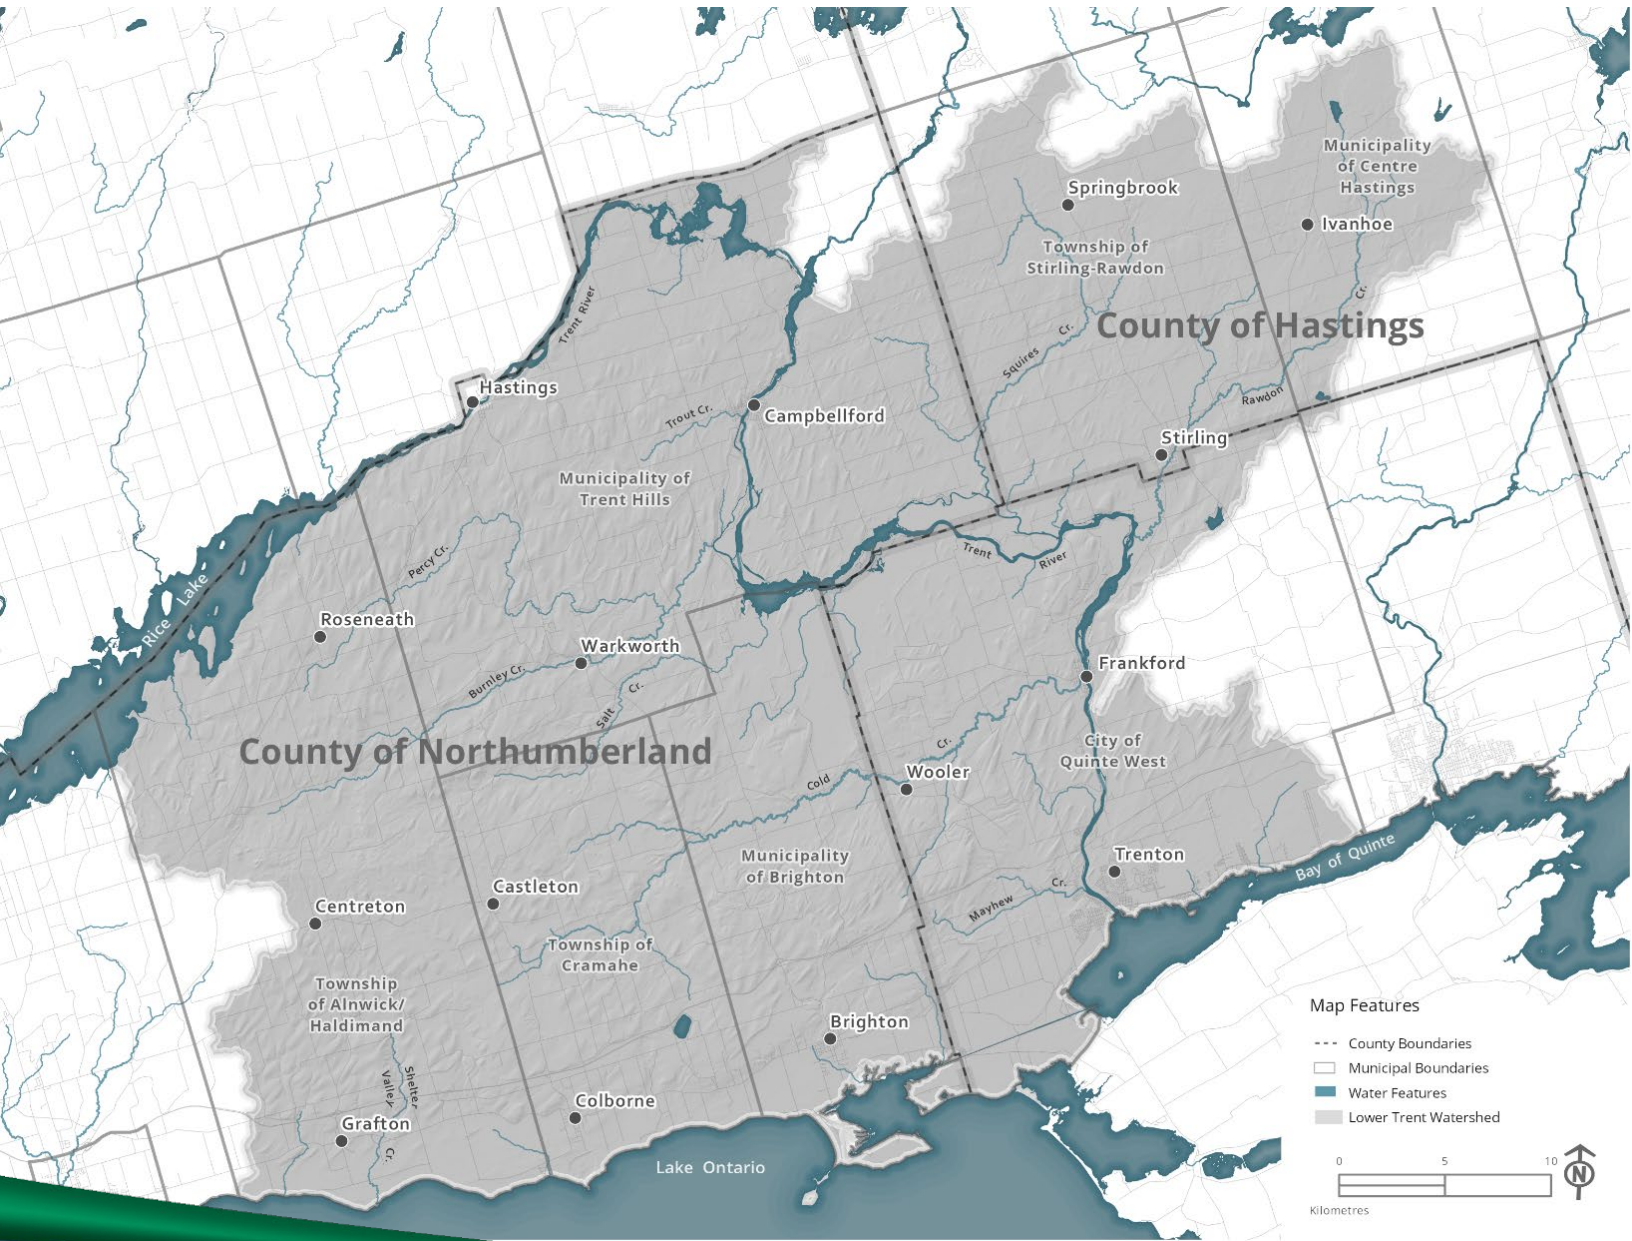 Municipality
of Centre
Hastings
Springbrook
Ivanhoe
Township of
Stirling-Rawdon
Cr.
County of Hastings
Trent River
Squires
Cr.
Hastings
Rawdon
Trout Cr.
Campbellford
Stirling
Municipality of
Trent Hills
Percy Cr.
Trent
River
Rice Lake
Roseneath
Warkworth
Frankford
Burnley Cr.
Salt
Cr.
County of Northumberland
City of
Quinte West
Cr.
Wooler
Cold
Municipality
of Brighton
Trenton
Bay of Quinte
Castleton
Mayhew
Cr.
Centreton
Township of
Cramahe
Township
of Alnwick/
Haldimand
Brighton
Shelter
Valley
Cr.
Colborne
Grafton
Lake Ontario
Map Features
County Boundaries
Municipal Boundaries
Water Features
Lower Trent Watershed
0 5 10
N
Kilometres